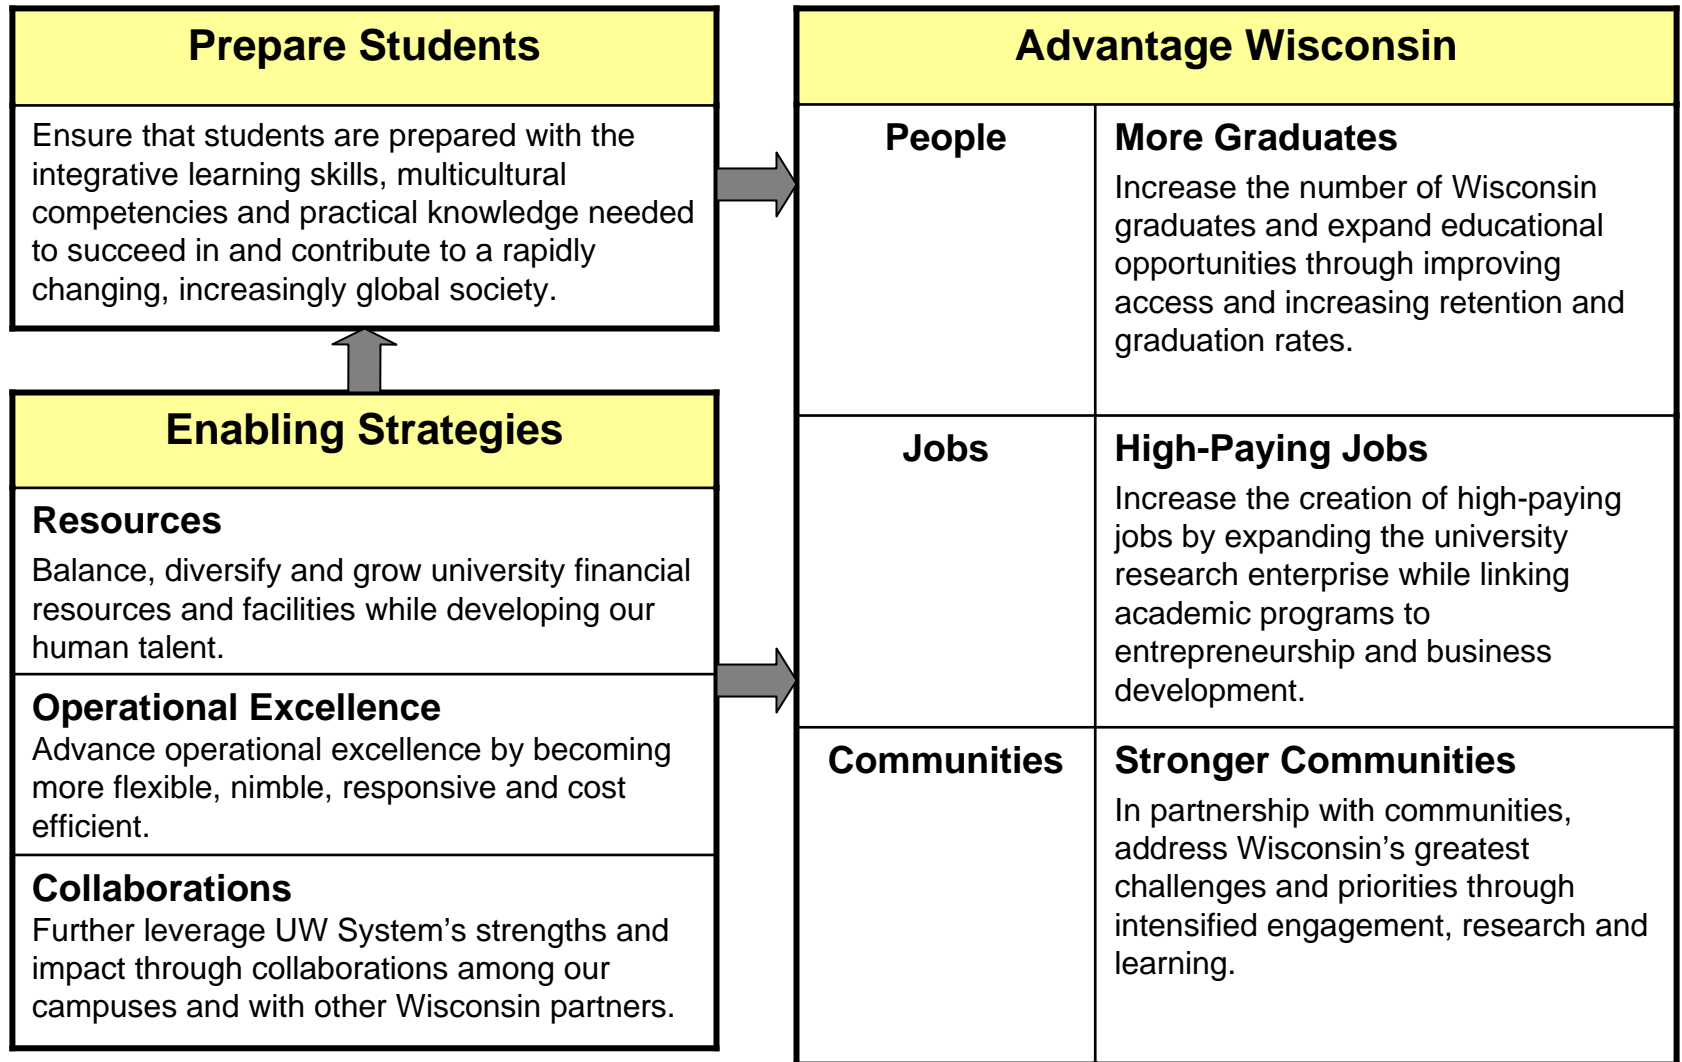 Prepare Students
Ensure that students are prepared with the
integrative learning skills, multicultural
competencies and practical knowledge needed
to succeed in and contribute to a rapidly
changing, increasingly global society.
Enabling Strategies
Resources
Balance, diversify and grow university financial
resources and facilities while developing our
human talent.
Operational Excellence
Advance operational excellence by becoming
more flexible, nimble, responsive and cost
efficient.
Collaborations
Further leverage UW System’s strengths and
impact through collaborations among our
campuses and with other Wisconsin partners.
Advantage Wisconsin
People
More Graduates
Increase the number of Wisconsin
graduates and expand educational
opportunities through improving
access and increasing retention and
graduation rates.
Jobs
High-Paying Jobs
Increase the creation of high-paying
jobs by expanding the university
research enterprise while linking
academic programs to
entrepreneurship and business
development.
Communities
Stronger Communities
In partnership with communities,
address Wisconsin’s greatest
challenges and priorities through
intensified engagement, research and
learning.